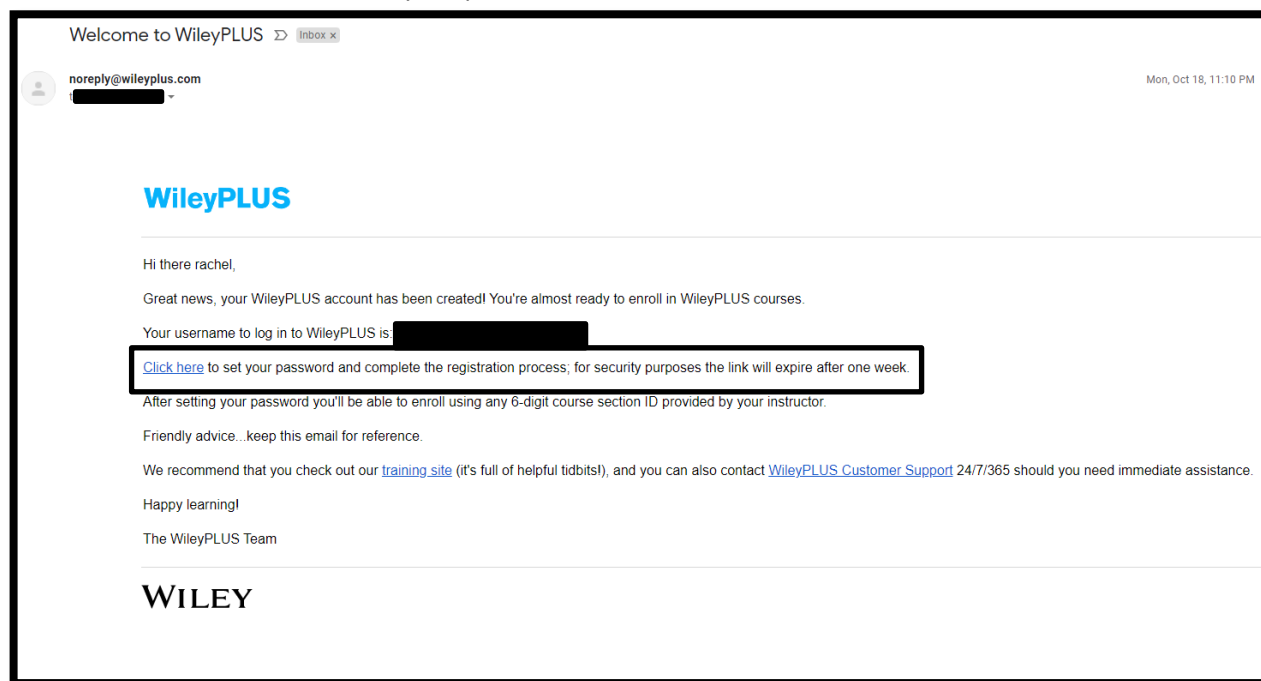 Welcome to WileyPLUS Inbox x
noreply@wileyplus.com Mon, Oct 18, 11:10 PM
t
WileyPLUS
Hi there rachel,
Great news, your WileyPLUS account has been created! You're almost ready to enroll in WileyPLUS courses.
Your username to log in to WileyPLUS is:
Click here to set your password and complete the registration process; for security purposes the link will expire after one week.
After setting your password you'll be able to enroll using any 6-digit course section ID provided by your instructor.
Friendly advice...keep this email for reference.
We recommend that you check out our training site (it's full of helpful tidbits!), and you can also contact WileyPLUS Customer Support 24/7/365 should you need immediate assistance.
Happy learning!
The WileyPLUS Team
WILEY